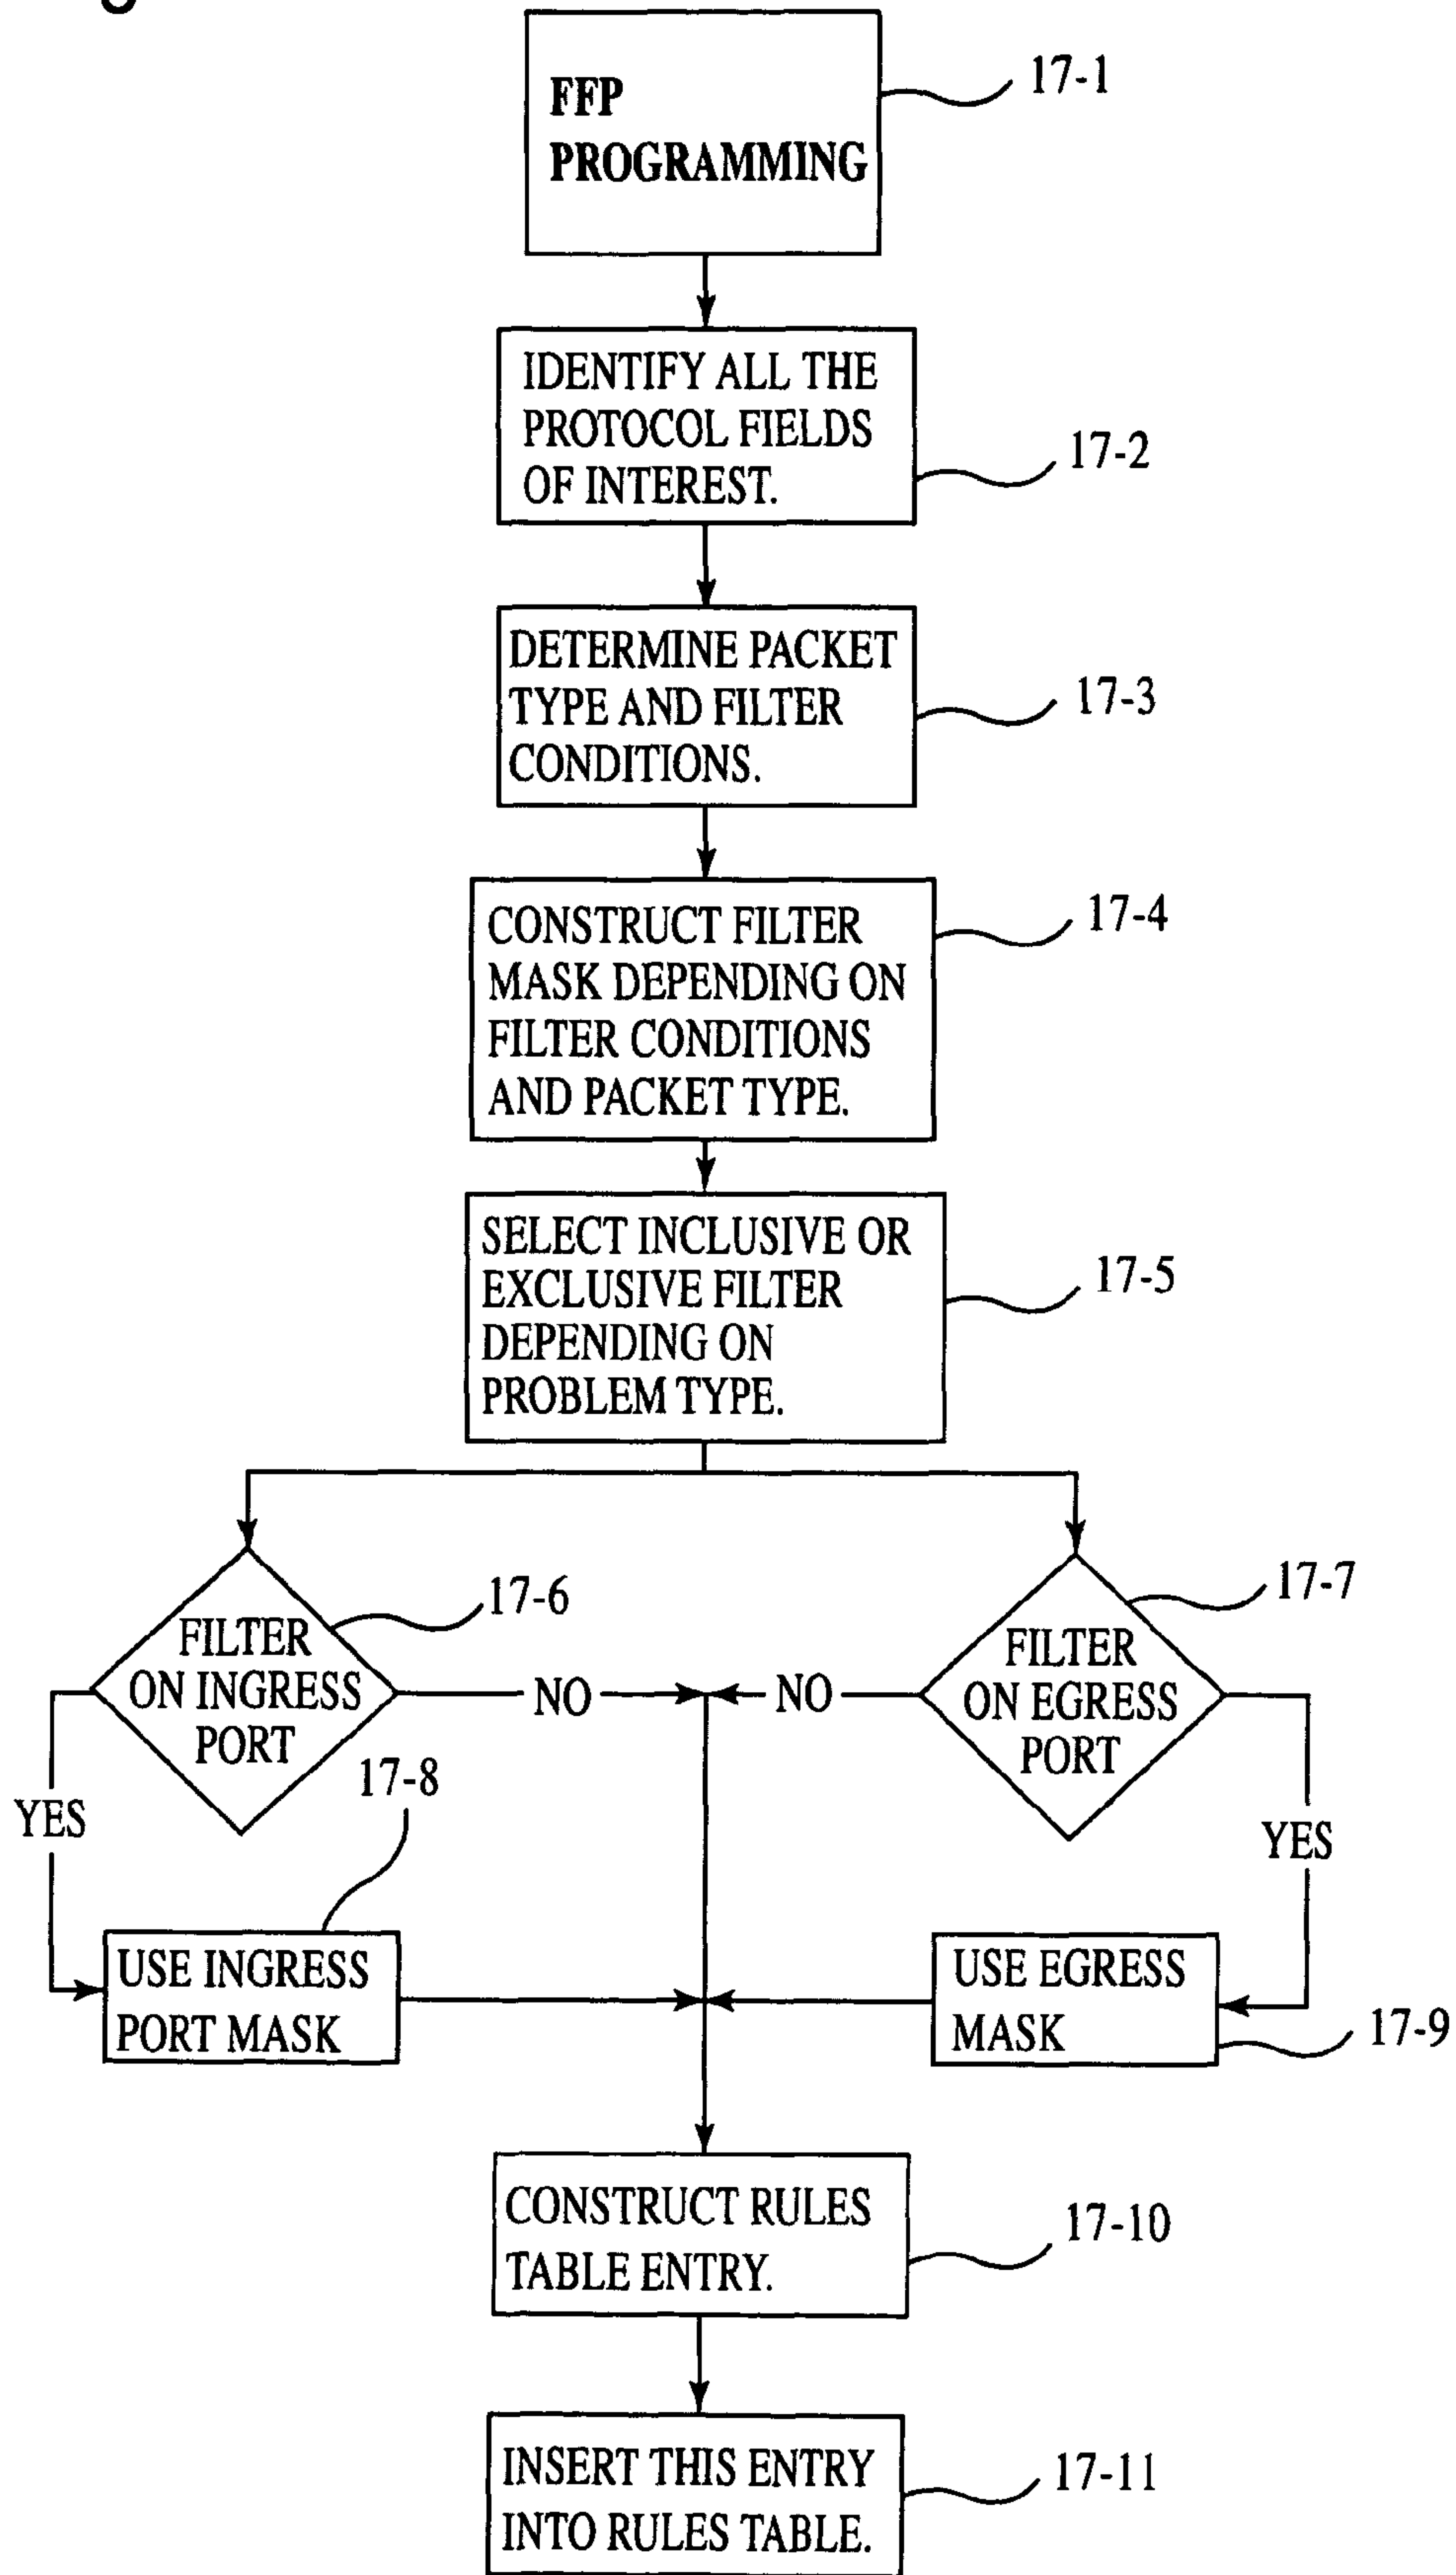 FFP
PROGRAMMING
17-1
IDENTIFY ALL THE
PROTOCOL FIELDS
OF INTEREST.
17-2
DETERMINE PACKET
TYPE AND FILTER
CONDITIONS.
17-3
CONSTRUCT FILTER
MASK DEPENDING ON
FILTER CONDITIONS
AND PACKET TYPE.
17-4
SELECT INCLUSIVE OR
EXCLUSIVE FILTER
DEPENDING ON
PROBLEM TYPE.
17-5
FILTER
ON INGRESS
PORT
17-6
NO
NO
FILTER
ON EGRESS
PORT
17-7
YES
YES
17-8
USE INGRESS
PORT MASK
USE EGRESS
MASK
17-9
CONSTRUCT RULES
TABLE ENTRY.
17-10
INSERT THIS ENTRY
INTO RULES TABLE.
17-11